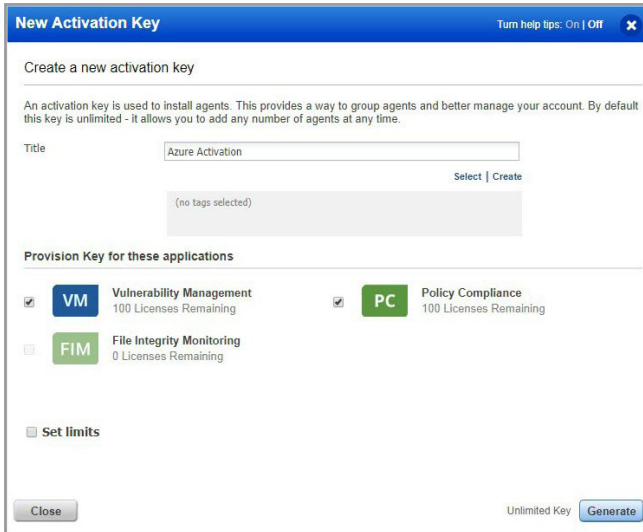 New Activation Key
Turn help tips: On | Off
Create a new activation key
An activation key is used to install agents. This provides a way to group agents and better manage your account. By default
this key is unlimited - it allows you to add any number of agents at any time.
Title
Azure Activation
Select | Create
(no tags selected)
Provision Key for these applications
VM
Vulnerability Management
100 Licenses Remaining
PC
Policy Compliance
100 Licenses Remaining
FIM
File Integrity Monitoring
0 Licenses Remaining
Set limits
Close
Unlimited Key
Generate